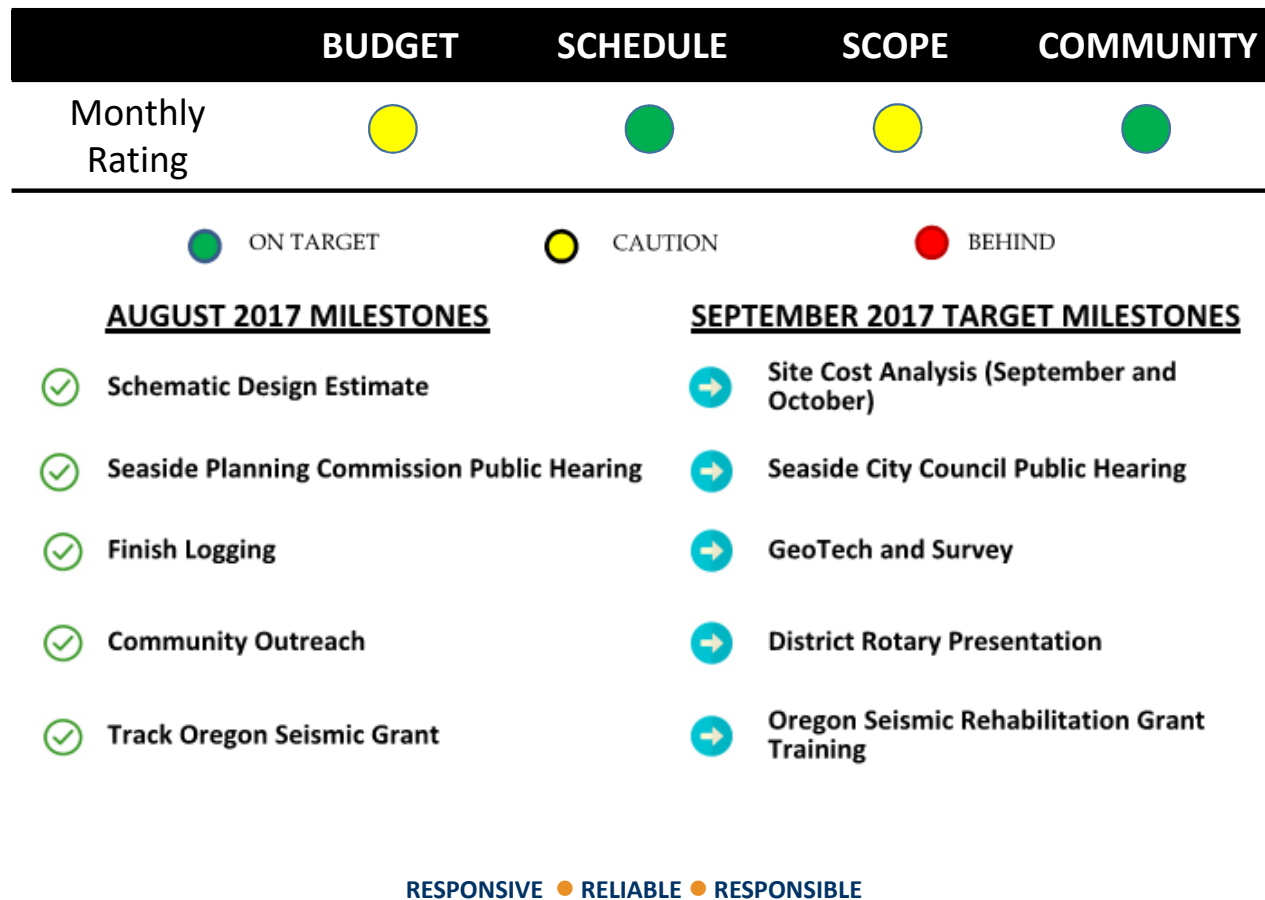 BUDGET SCHEDULE SCOPE COMMUNITY
Monthly
Rating
ON TARGET CAUTION BEHIND
AUGUST 2017 MILESTONES
Schematic Design Estimate
Seaside Planning Commission Public Hearing
Finish Logging
Community Outreach
Track Oregon Seismic Grant
SEPTEMBER 2017 TARGET MILESTONES
Site Cost Analysis (September and
October)
Seaside City Council Public Hearing
GeoTech and Survey
District Rotary Presentation
Oregon Seismic Rehabilitation Grant
Training
RESPONSIVE ● RELIABLE ● RESPONSIBLE